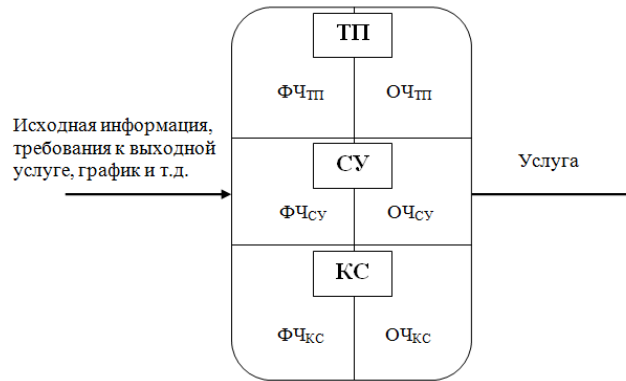 ТП
ФЧТП
ОЧТП
Исходная информация,
требования к выходной
услуге, график и т.д.
СУ
Услуга
ФЧСУ
ОЧСУ
КС
ФЧКС
ОЧКС